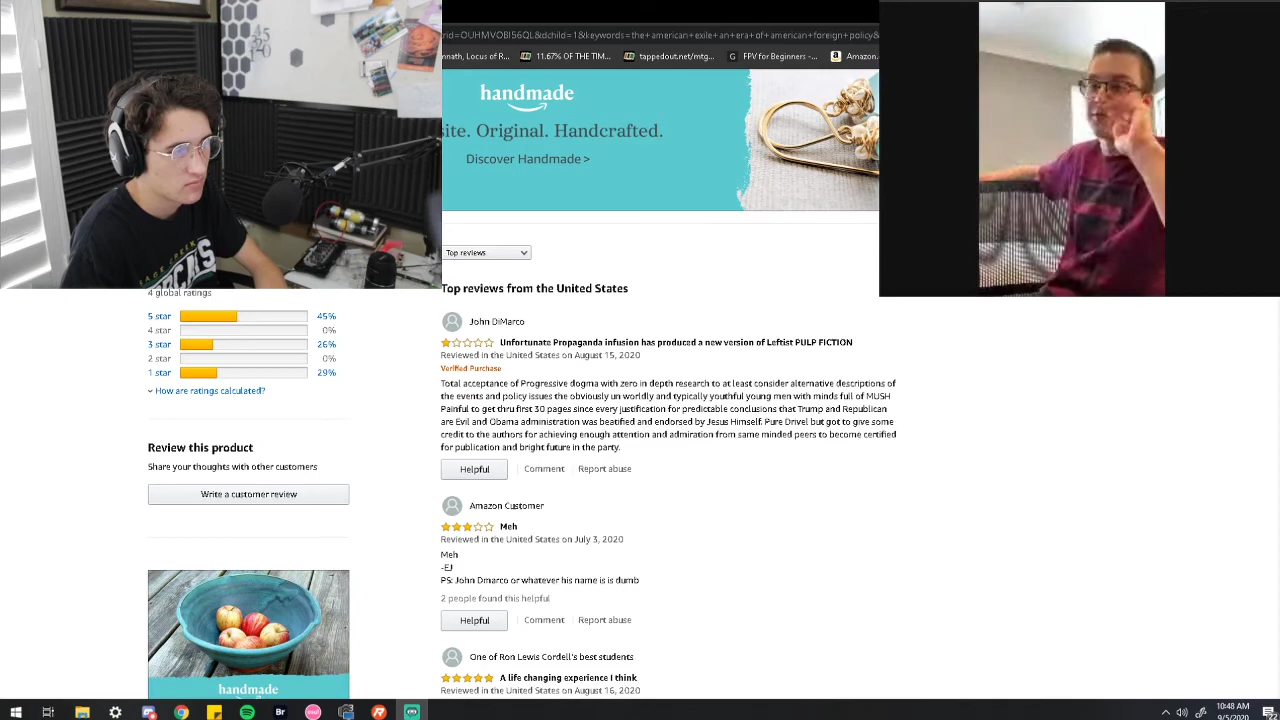 rid=OUHMVOBI56QL&dchild=1&keywords=the+american+exile+an+era+of+american+foreign+policy&
nnath, Locus of R...
11.67% OF THE TIM...
tappedout.net/mtg...
FPV for Beginners -...
Amazon.
handmade
site. Original. Handcrafted.
Discover Handmade >
Top reviews
4 global ratings
5 star 45%
4 star 0%
3 star 26%
2 star 0%
1 star 29%
How are ratings calculated?
Review this product
Share your thoughts with other customers
Write a customer review
handmade
Top reviews from the United States
John DiMarco
Unfortunate Propaganda infusion has produced a new version of Leftist PULP FICTION
Reviewed in the United States on August 15, 2020
Verified Purchase
Total acceptance of Progressive dogma with zero in depth research to at least consider alternative descriptions of
the events and policy issues the obviously un worldly and typically youthful young men with minds full of MUSH
Painful to get thru first 30 pages since every justification for predictable conclusions that Trump and Republican
are Evil and Obama administration was beatified and endorsed by Jesus Himself. Pure Drivel but got to give some
credit to the authors for achieving enough attention and admiration from same minded peers to become certified
for publication and bright future in the party.
Helpful
Comment
Report abuse
Amazon Customer
Meh
Reviewed in the United States on July 3, 2020
Meh
-EJ
PS: John Dmarco or whatever his name is is dumb
2 people found this helpful
Helpful
Comment
Report abuse
One of Ron Lewis Cordell's best students
A life changing experience I think
Reviewed in the United States on August 16, 2020
Br
10:48 AM
9/5/2020